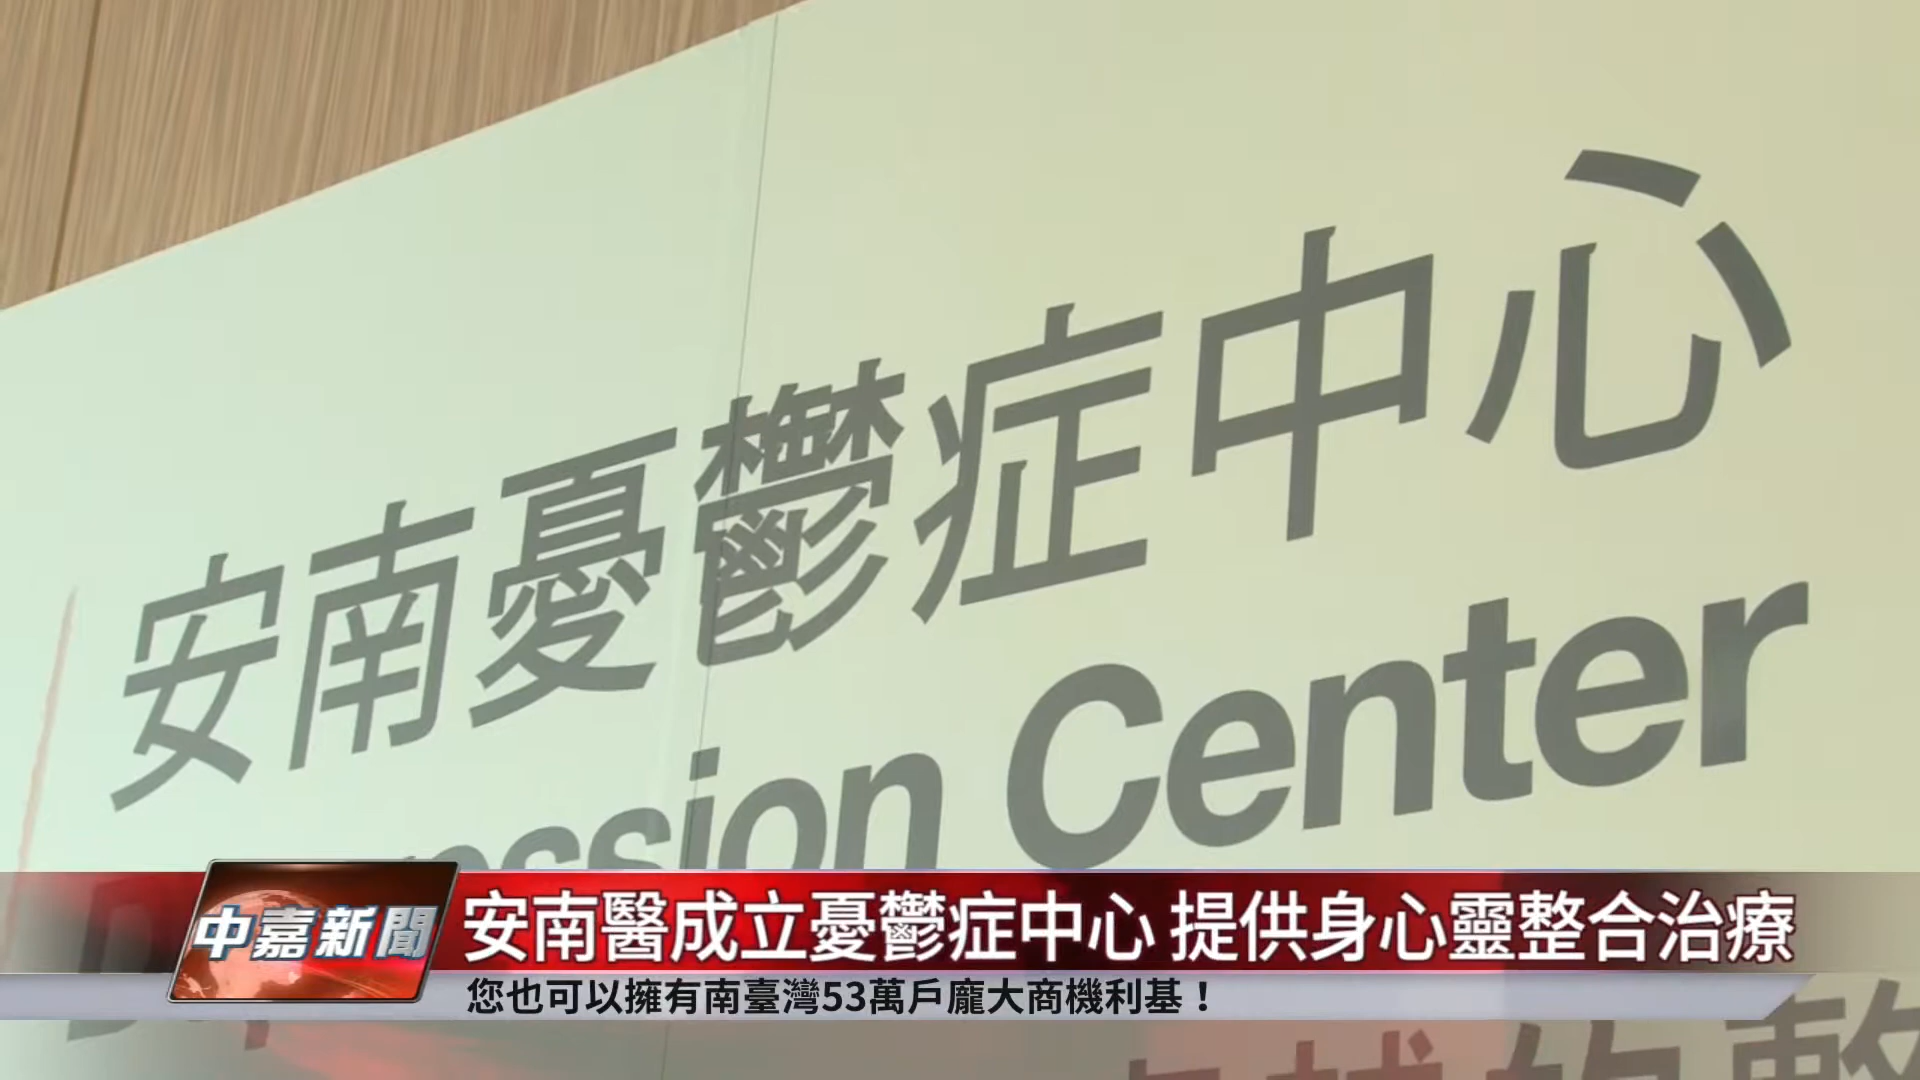 安南憂鬱症中心
ession Center
中嘉新聞
安南醫成立憂鬱症中心 提供身心靈整合治療
您也可以擁有南臺灣53萬戶龐大商機利基！